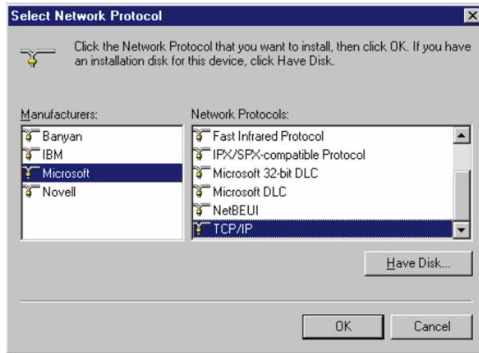 Select Network Protocol
Click the Network Protocol that you want to install, then click OK. If you have
an installation disk for this device, click Have Disk.
Manufacturers:
Banyan
IBM
Microsoft
Novell
Network Protocols:
Fast Infrared Protocol
IPX/SPX-compatible Protocol
Microsoft 32-bit DLC
Microsoft DLC
NetBEUI
TCP/IP
Have Disk...
OK
Cancel